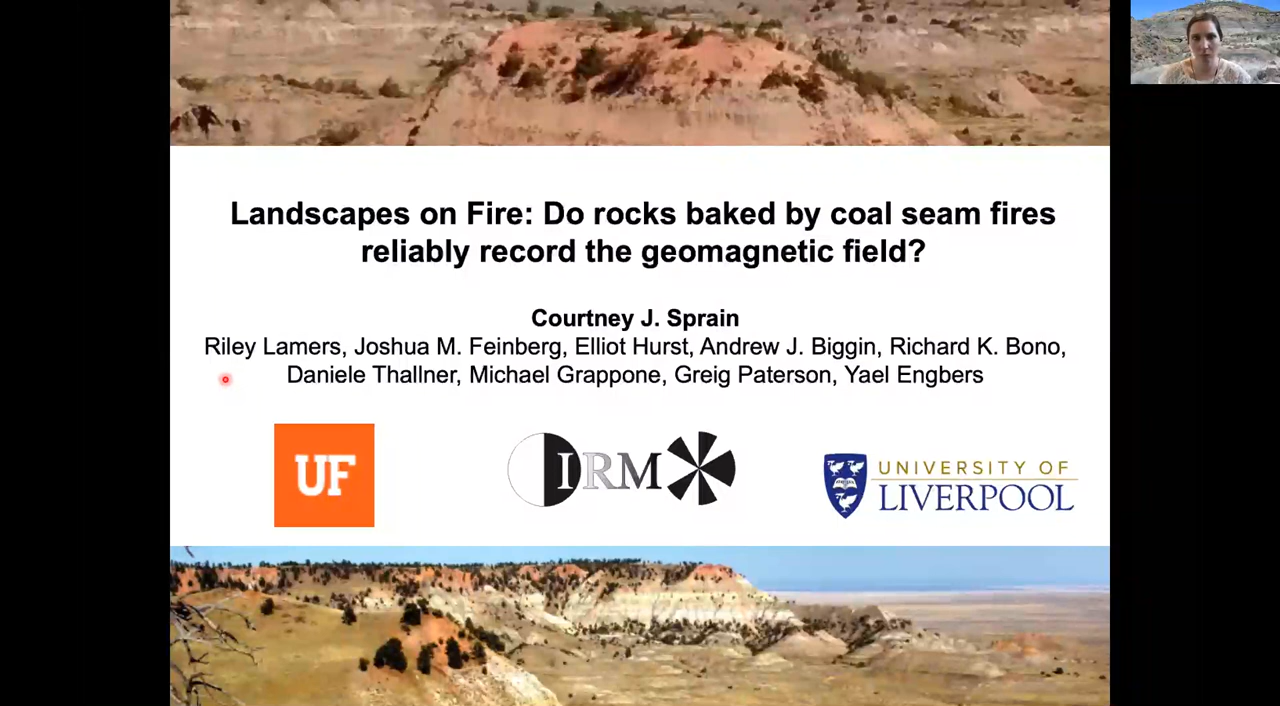 Landscapes on Fire: Do rocks baked by coal seam fires
reliably record the geomagnetic field?
Courtney J. Sprain
Riley Lamers, Joshua M. Feinberg, Elliot Hurst, Andrew J. Biggin, Richard K. Bono,
Daniele Thallner, Michael Grappone, Greig Paterson, Yael Engbers
UF
IRM
UNIVERSITY OF
LIVERPOOL